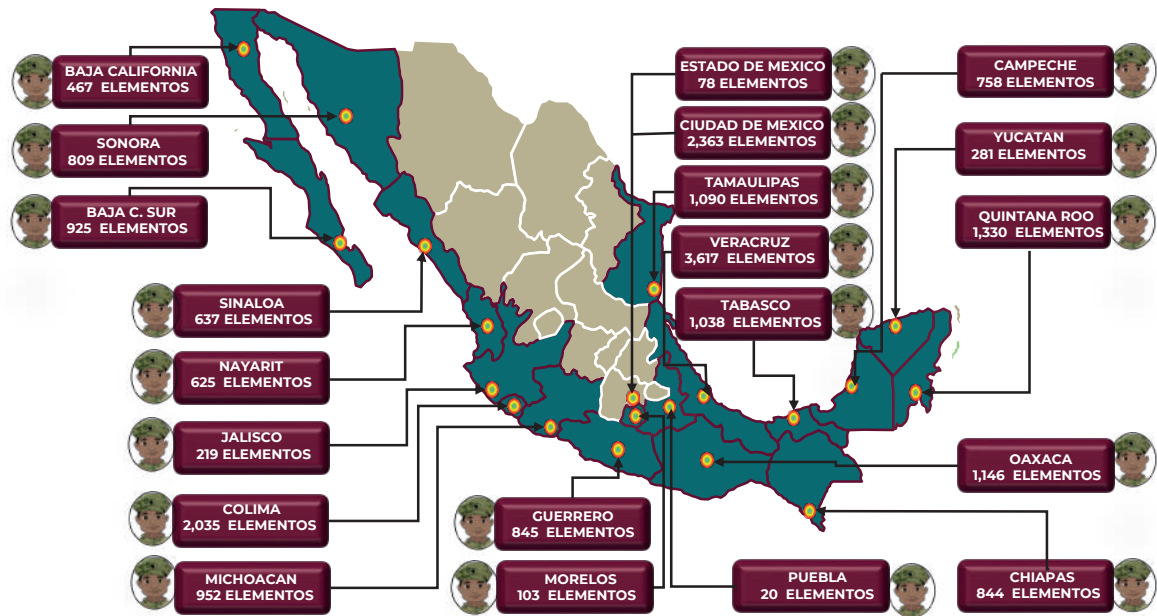 BAJA CALIFORNIA
467 ELEMENTOS
SONORA
809 ELEMENTOS
BAJA C. SUR
925 ELEMENTOS
SINALOA
637 ELEMENTOS
NAYARIT
625 ELEMENTOS
JALISCO
219 ELEMENTOS
COLIMA
2,035 ELEMENTOS
MICHOACAN
952 ELEMENTOS
GUERRERO
845 ELEMENTOS
MORELOS
103 ELEMENTOS
ESTADO DE MEXICO
78 ELEMENTOS
CIUDAD DE MEXICO
2,363 ELEMENTOS
TAMAULIPAS
1,090 ELEMENTOS
VERACRUZ
3,617 ELEMENTOS
TABASCO
1,038 ELEMENTOS
PUEBLA
20 ELEMENTOS
CAMPECHE
758 ELEMENTOS
YUCATAN
281 ELEMENTOS
QUINTANA ROO
1,330 ELEMENTOS
OAXACA
1,146 ELEMENTOS
CHIAPAS
844 ELEMENTOS